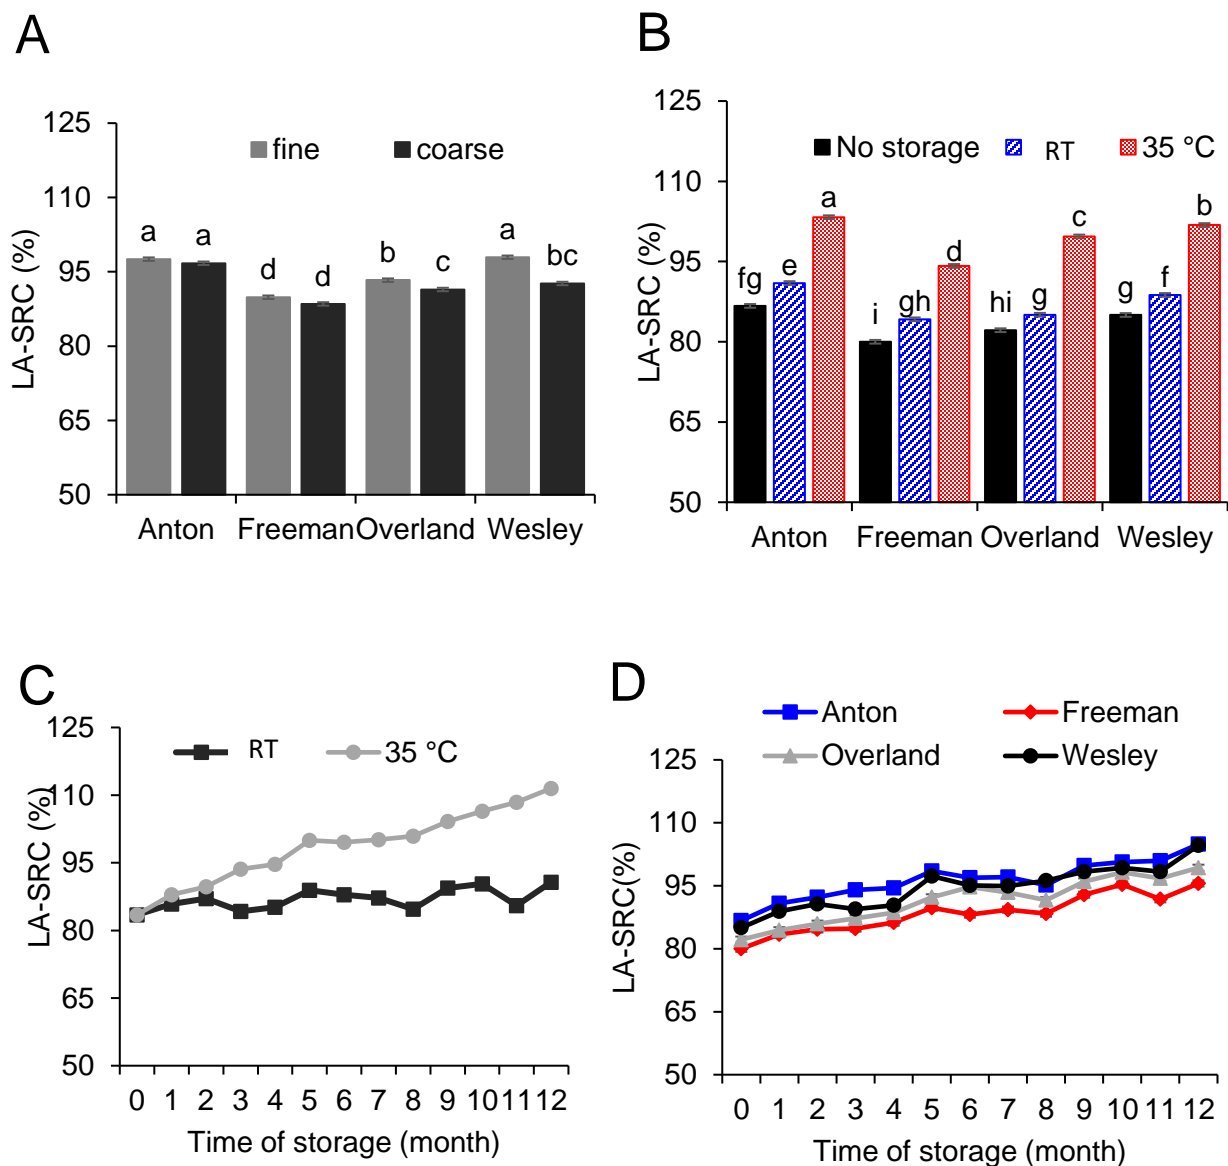 A
125
110
95
80
65
50
LA-SRC (%)
fine coarse
a a d d b c a bc
Anton Freeman Overland Wesley
B
125
110
95
80
65
50
LA-SRC (%)
No storage RT 35 °C
fg e a i gh d hi g c g f b
Anton Freeman Overland Wesley
C
125
110
95
80
65
50
LA-SRC (%)
RT 35 °C
0 1 2 3 4 5 6 7 8 9 10 11 12
Time of storage (month)
D
Anton Freeman
Overland Wesley
125
110
95
80
65
50
LA-SRC(%)
0 1 2 3 4 5 6 7 8 9 10 11 12
Time of storage (month)